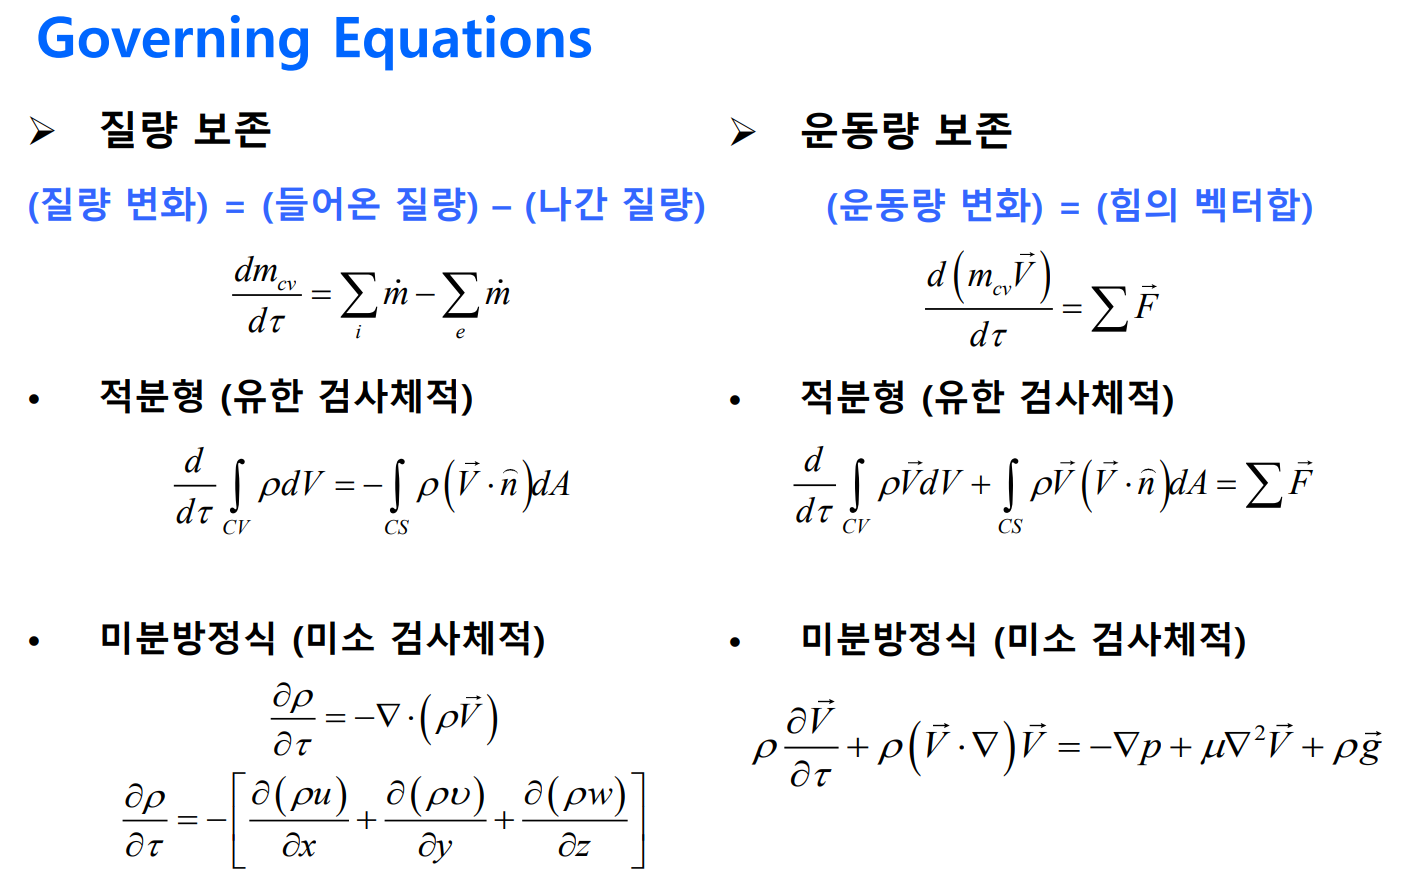 Governing Equations
➢ 질량 보존
(질량 변화) = (들어온 질량) – (나간 질량)
$\frac{dm_{cv}}{d\tau} = \sum_{i} \dot{m} - \sum_{e} \dot{m}$
• 적분형 (유한 검사체적)
$\frac{d}{d\tau} \int_{CV} \rho dV = -\int_{CS} \rho \left( \vec{V} \cdot \widehat{n} \right) dA$
• 미분방정식 (미소 검사체적)
$\frac{\partial \rho}{\partial \tau} = -\nabla \cdot \left( \rho \vec{V} \right)$
$\frac{\partial \rho}{\partial \tau} = -\left[ \frac{\partial (\rho u)}{\partial x} + \frac{\partial (\rho \upsilon)}{\partial y} + \frac{\partial (\rho w)}{\partial z} \right]$
➢ 운동량 보존
(운동량 변화) = (힘의 벡터합)
$\frac{d \left( m_{cv} \vec{V} \right)}{d\tau} = \sum \vec{F}$
• 적분형 (유한 검사체적)
$\frac{d}{d\tau} \int_{CV} \rho \vec{V} dV + \int_{CS} \rho \vec{V} \left( \vec{V} \cdot \widehat{n} \right) dA = \sum \vec{F}$
• 미분방정식 (미소 검사체적)
$\rho \frac{\partial \vec{V}}{\partial \tau} + \rho \left( \vec{V} \cdot \nabla \right) \vec{V} = -\nabla p + \mu \nabla^2 \vec{V} + \rho \vec{g}$